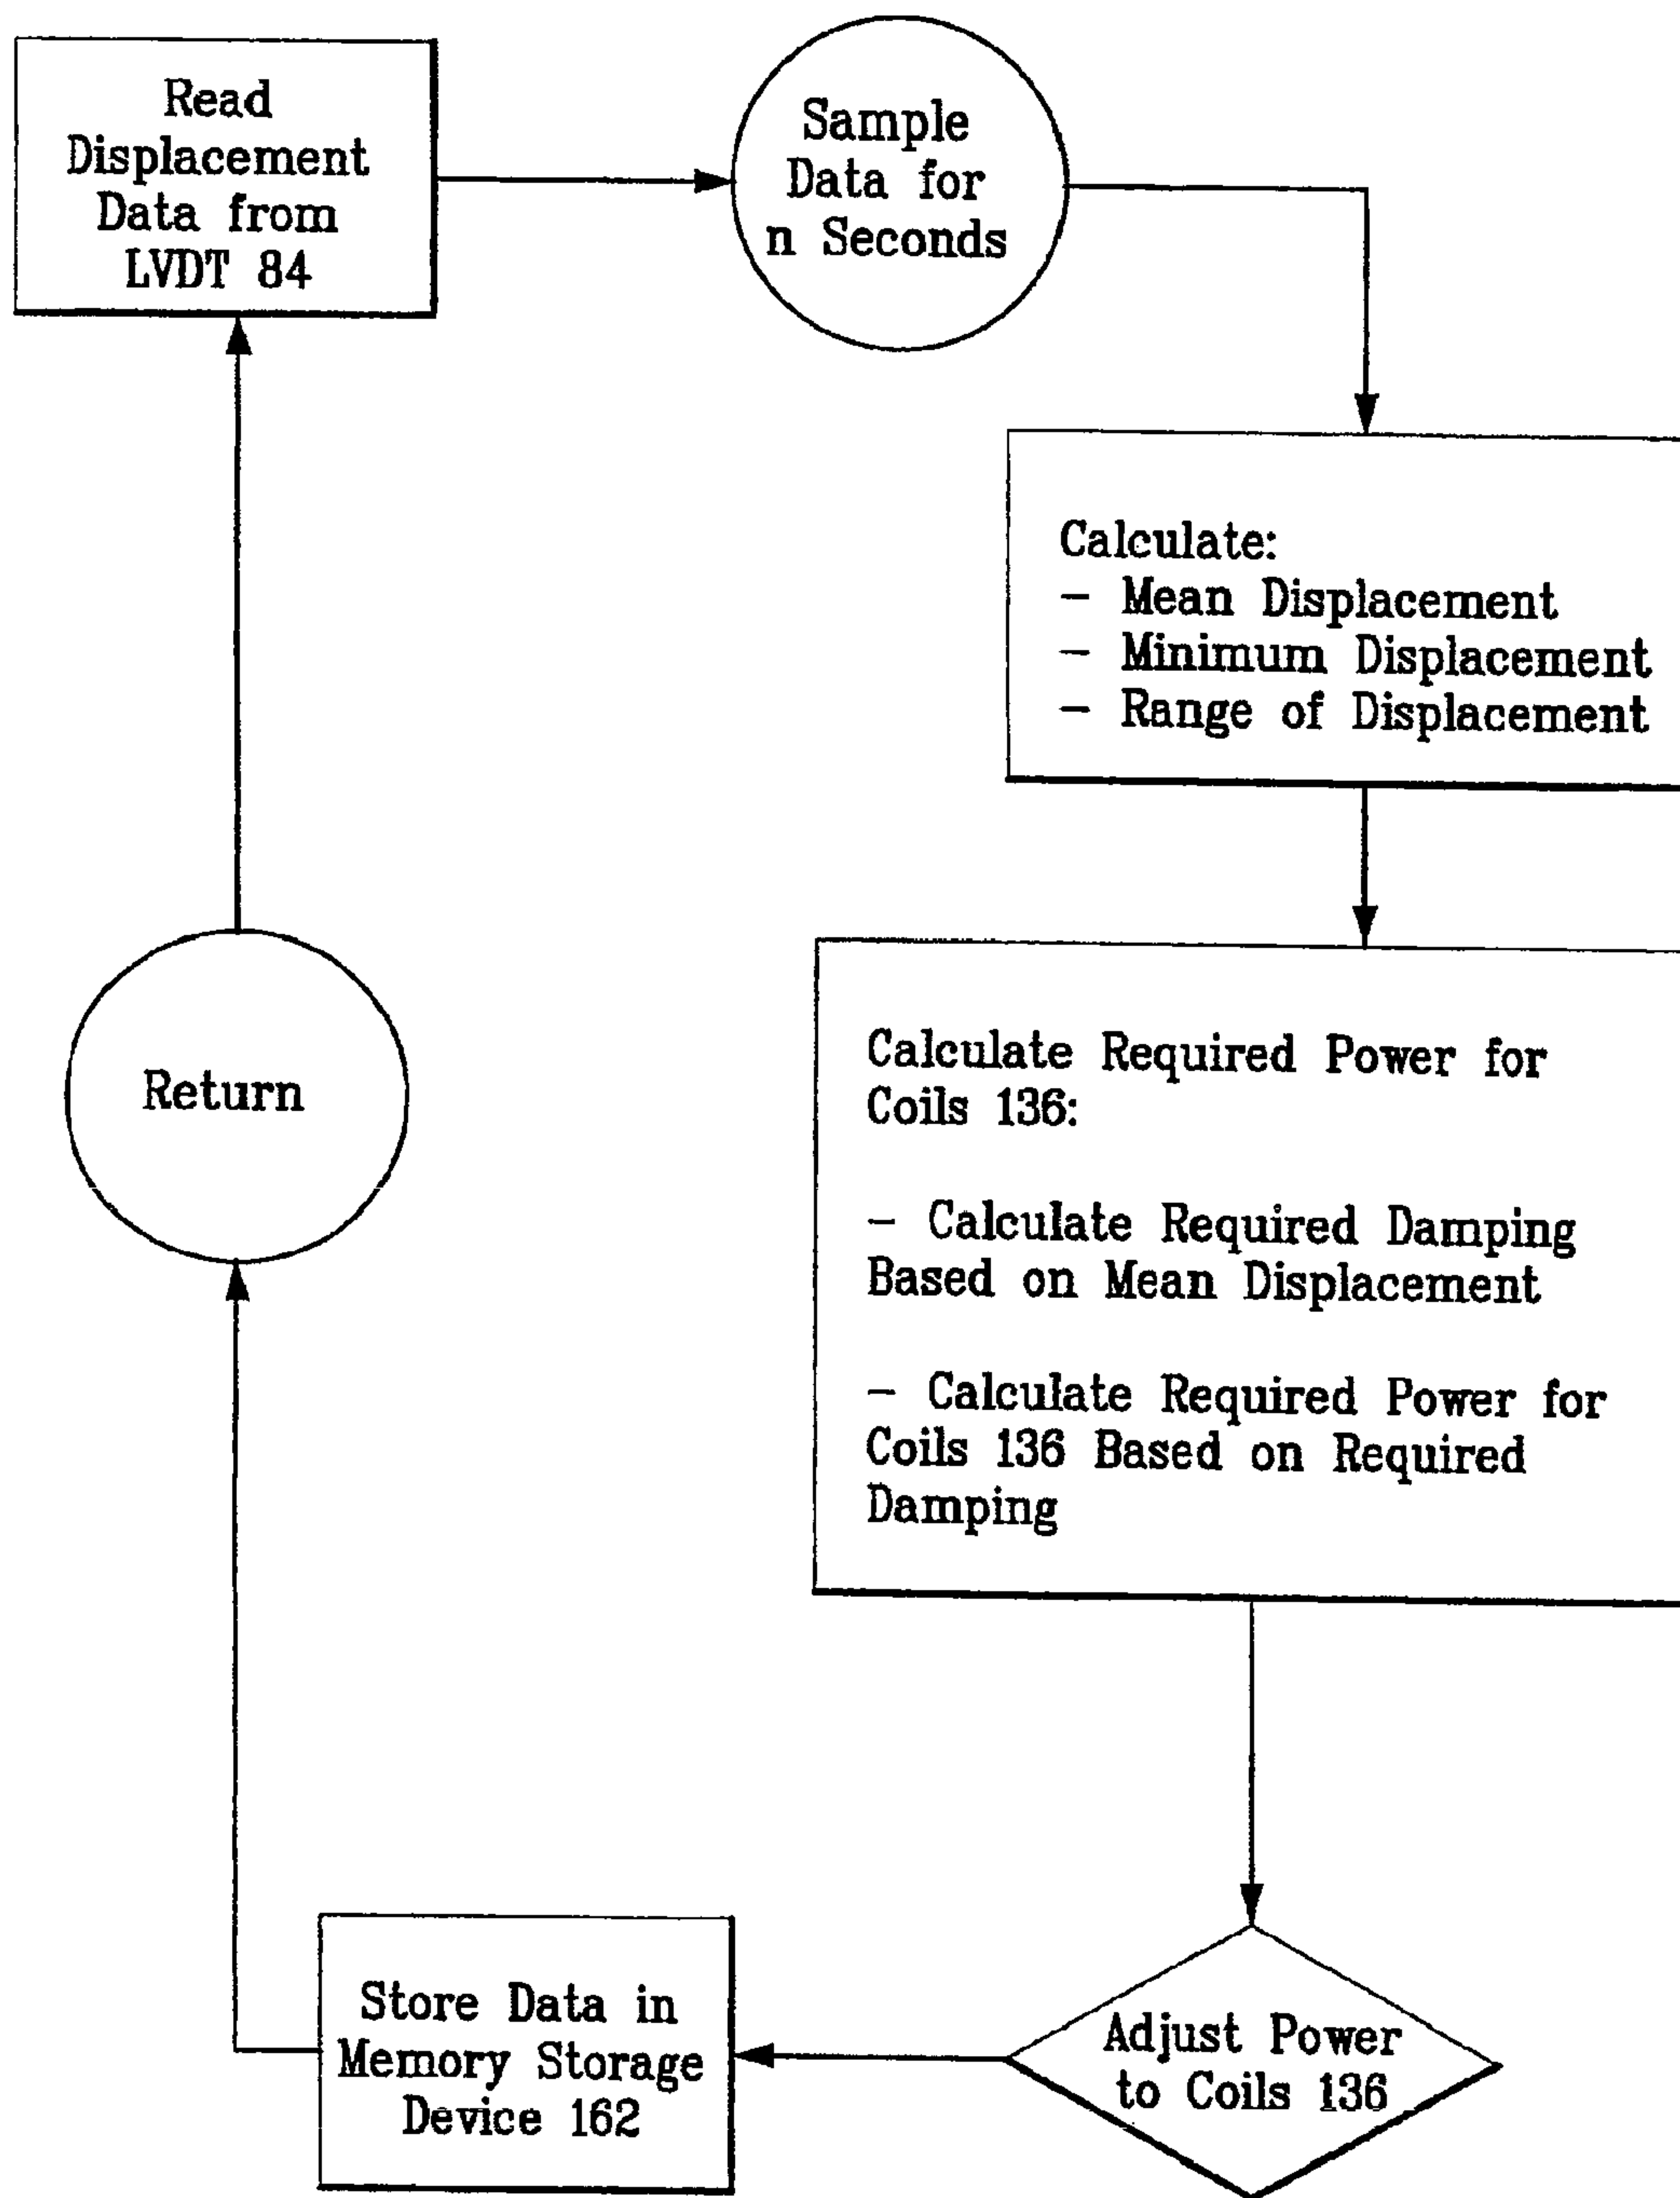 Read
Displacement
Data from
LVDT 84
Sample
Data for
n Seconds
Calculate:
- Mean Displacement
- Minimum Displacement
- Range of Displacement
Calculate Required Power for
Coils 136:
- Calculate Required Damping
Based on Mean Displacement
- Calculate Required Power for
Coils 136 Based on Required
Damping
Adjust Power
to Coils 136
Store Data in
Memory Storage
Device 162
Return